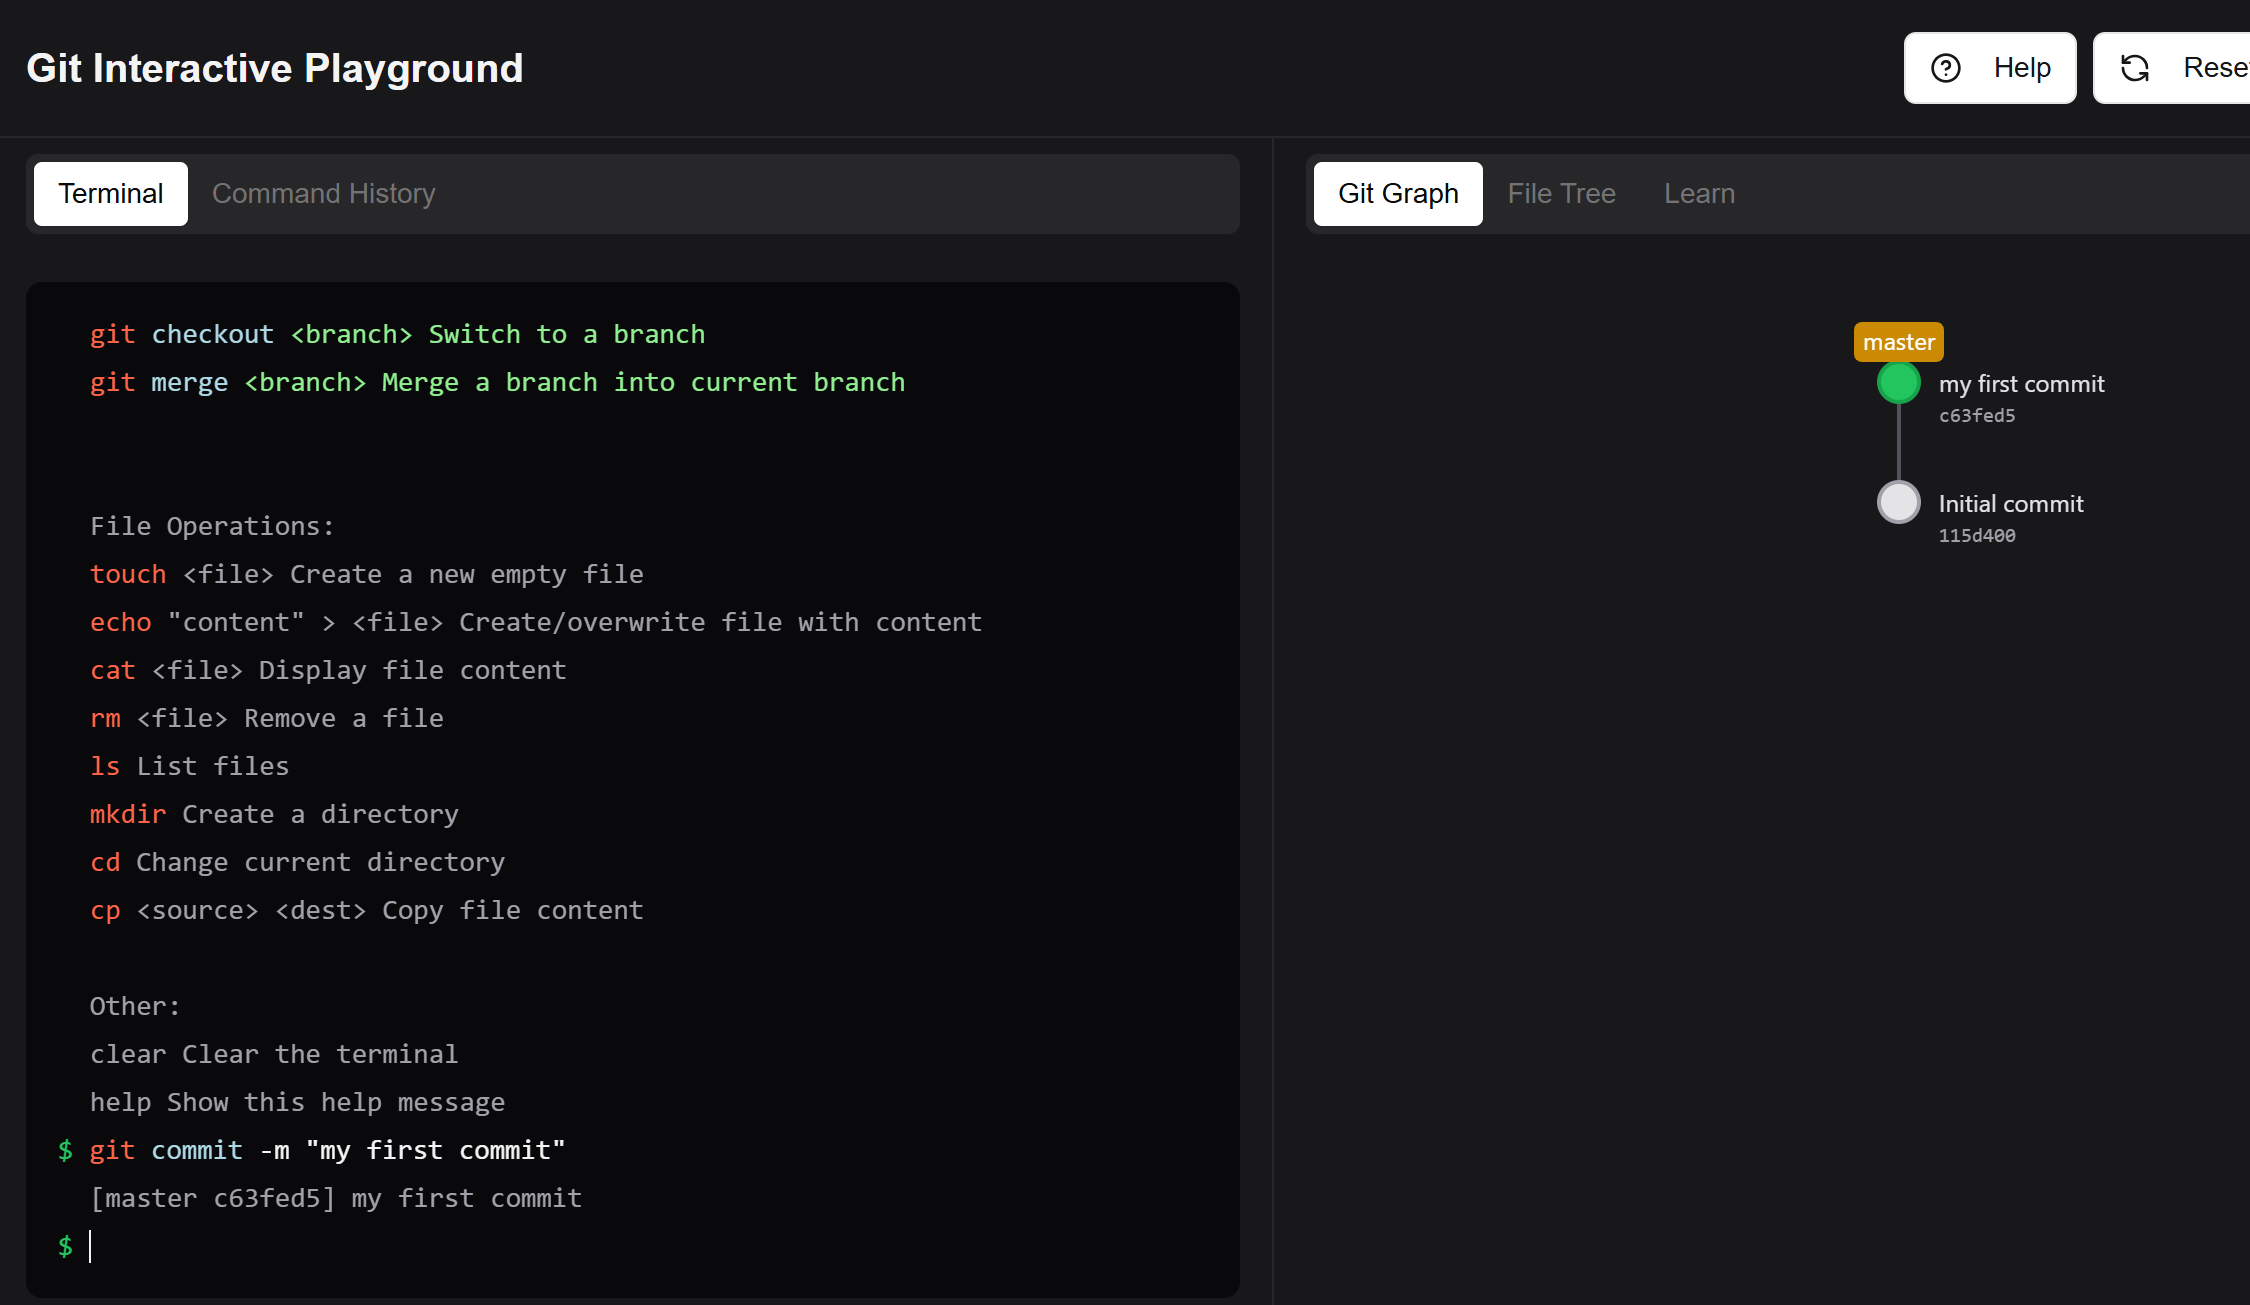 Git Interactive Playground
Help
Reset
Terminal
Command History
Git Graph
File Tree
Learn
git checkout <branch> Switch to a branch
git merge <branch> Merge a branch into current branch
File Operations:
touch <file> Create a new empty file
echo "content" > <file> Create/overwrite file with content
cat <file> Display file content
rm <file> Remove a file
ls List files
mkdir Create a directory
cd Change current directory
cp <source> <dest> Copy file content
Other:
clear Clear the terminal
help Show this help message
$ git commit -m "my first commit"
[master c63fed5] my first commit
$
master
my first commit
c63fed5
Initial commit
115d400